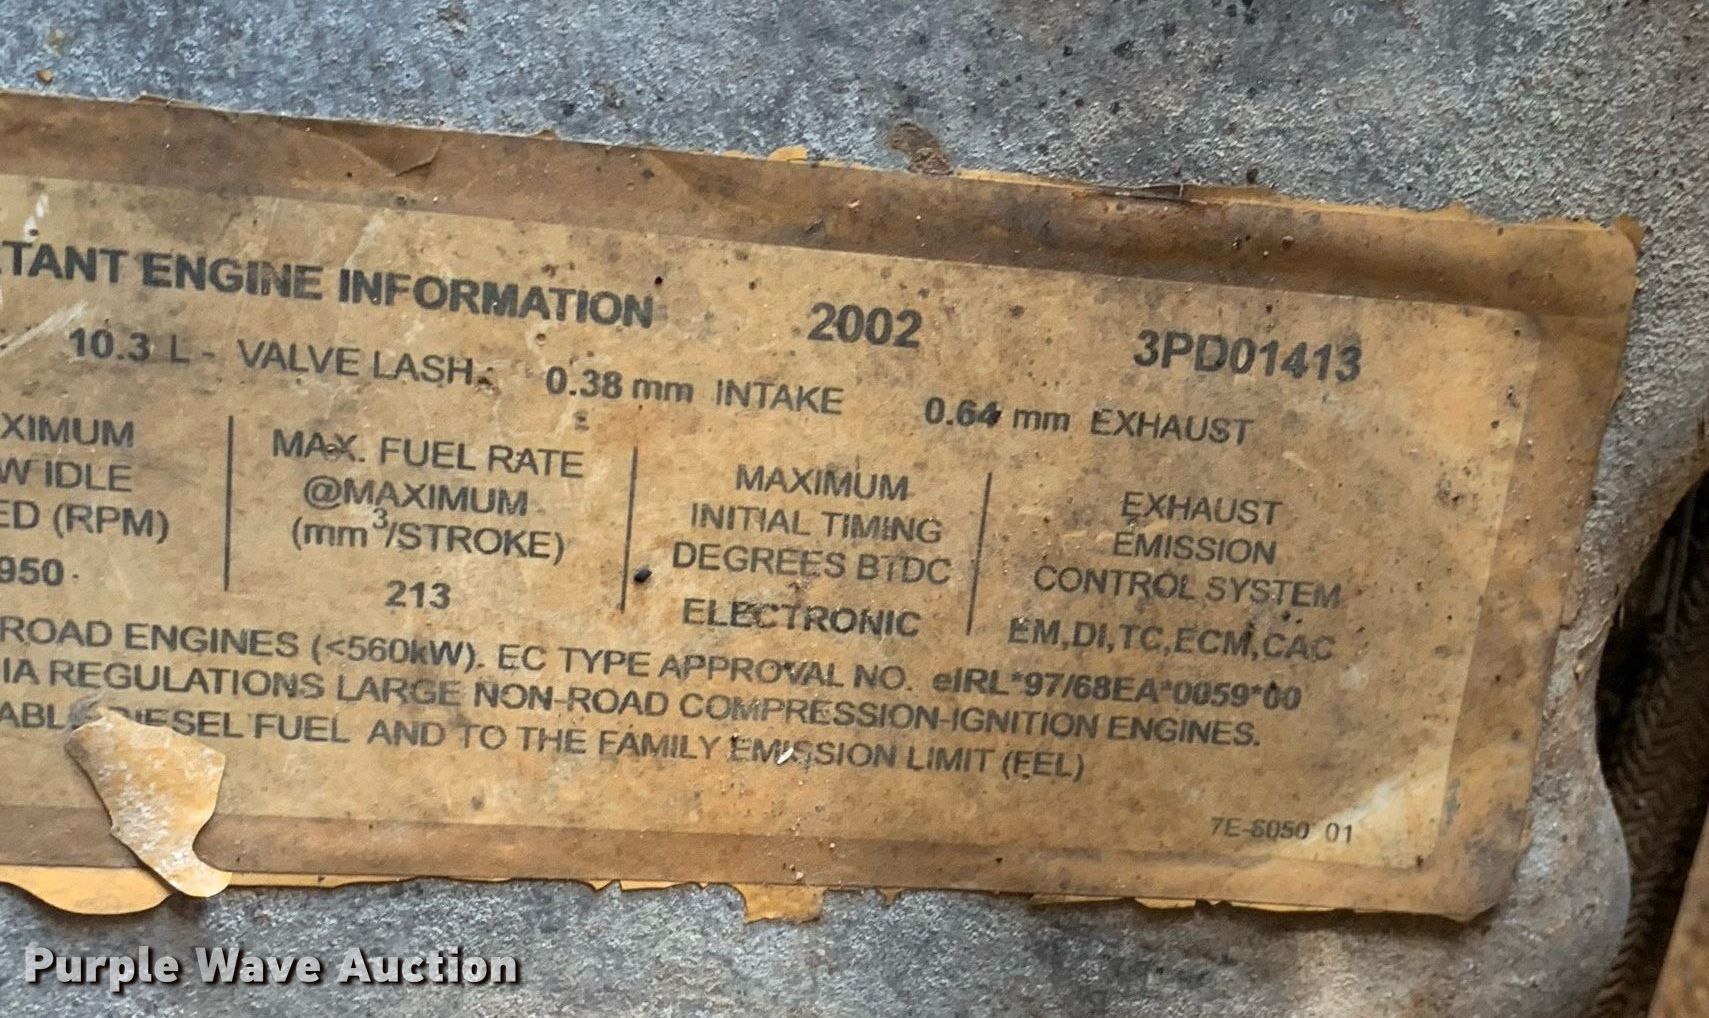 TANT ENGINE INFORMATION 2002 3PD01413
10.3 L - VALVE LASH: 0.38 mm INTAKE 0.64 mm EXHAUST
XIMUM
W IDLE
ED (RPM)
950
MAX. FUEL RATE
@MAXIMUM
(mm³/STROKE)
213
MAXIMUM
INITIAL TIMING
DEGREES BTDC
ELECTRONIC
EXHAUST
EMISSION
CONTROL SYSTEM
EM,DI,TC,ECM,CAC
ROAD ENGINES (<560kW). EC TYPE APPROVAL NO. eIRL*97/68EA*0059*00
IA REGULATIONS LARGE NON-ROAD COMPRESSION-IGNITION ENGINES.
ABL DIESEL FUEL AND TO THE FAMILY EMISSION LIMIT (FEL)
7E-6050 01
Purple Wave Auction